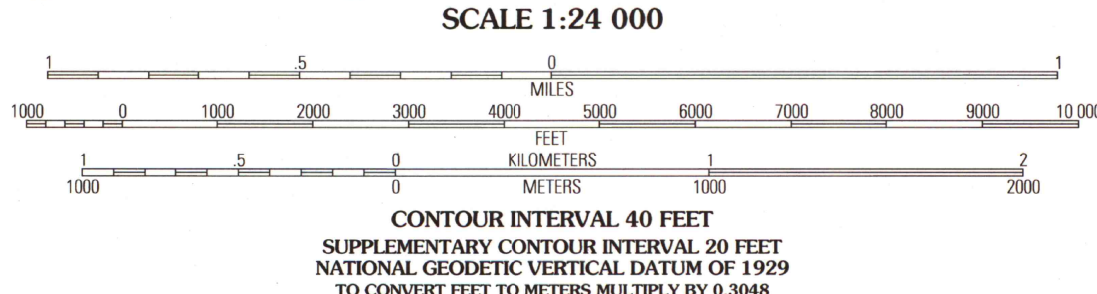 SCALE 1:24 000
1 .5 0 1
MILES
1000 0 1000 2000 3000 4000 5000 6000 7000 8000 9000 10 000
FEET
1 .5 0 KILOMETERS 1 2
1000 0 METERS 1000 2000
CONTOUR INTERVAL 40 FEET
SUPPLEMENTARY CONTOUR INTERVAL 20 FEET
NATIONAL GEODETIC VERTICAL DATUM OF 1929
TO CONVERT FEET TO METERS MULTIPLY BY 0.3048